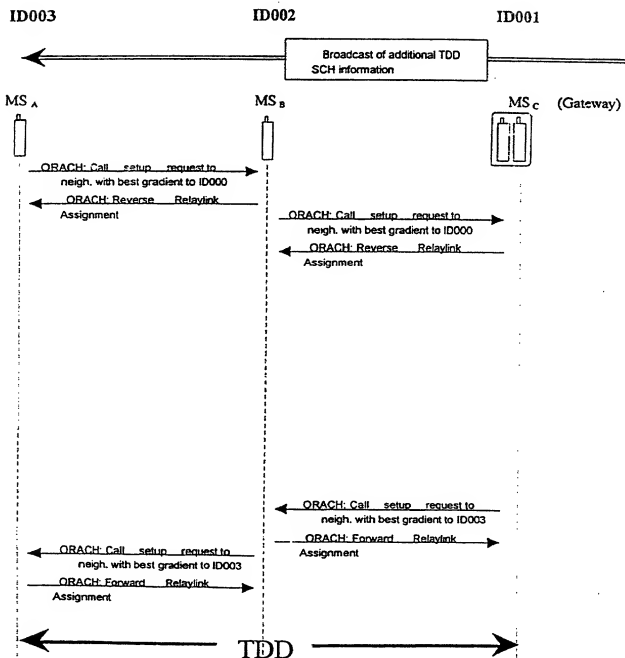 ID003 ID002 ID001
Broadcast of additional TDD
SCH information
MS A MS B MS C (Gateway)
ORACH: Call setup request to
neigh. with best gradient to ID000
ORACH: Reverse Relaylink
Assignment
ORACH: Call setup request to
neigh. with best gradient to ID000
ORACH: Reverse Relaylink
Assignment
ORACH: Call setup request to
neigh. with best gradient to ID003
ORACH: Forward Relaylink
Assignment
ORACH: Call setup request to
neigh. with best gradient to ID003
ORACH: Forward Relaylink
Assignment
TDD